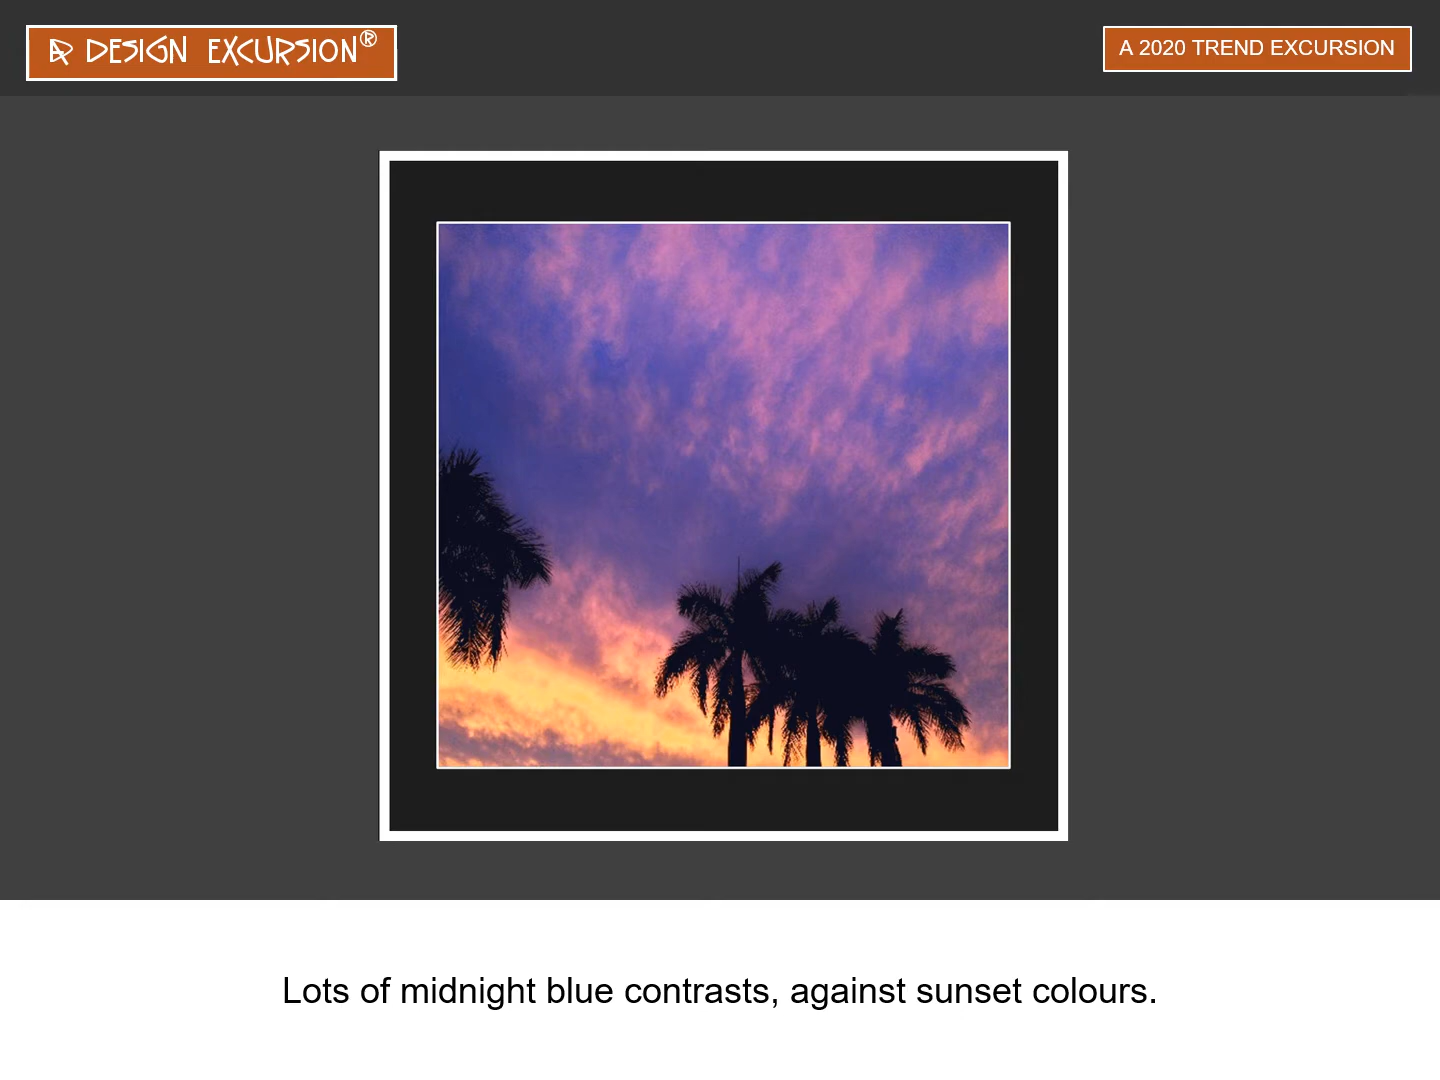 DESIGN EXCURSION®
A 2020 TREND EXCURSION
Lots of midnight blue contrasts, against sunset colours.